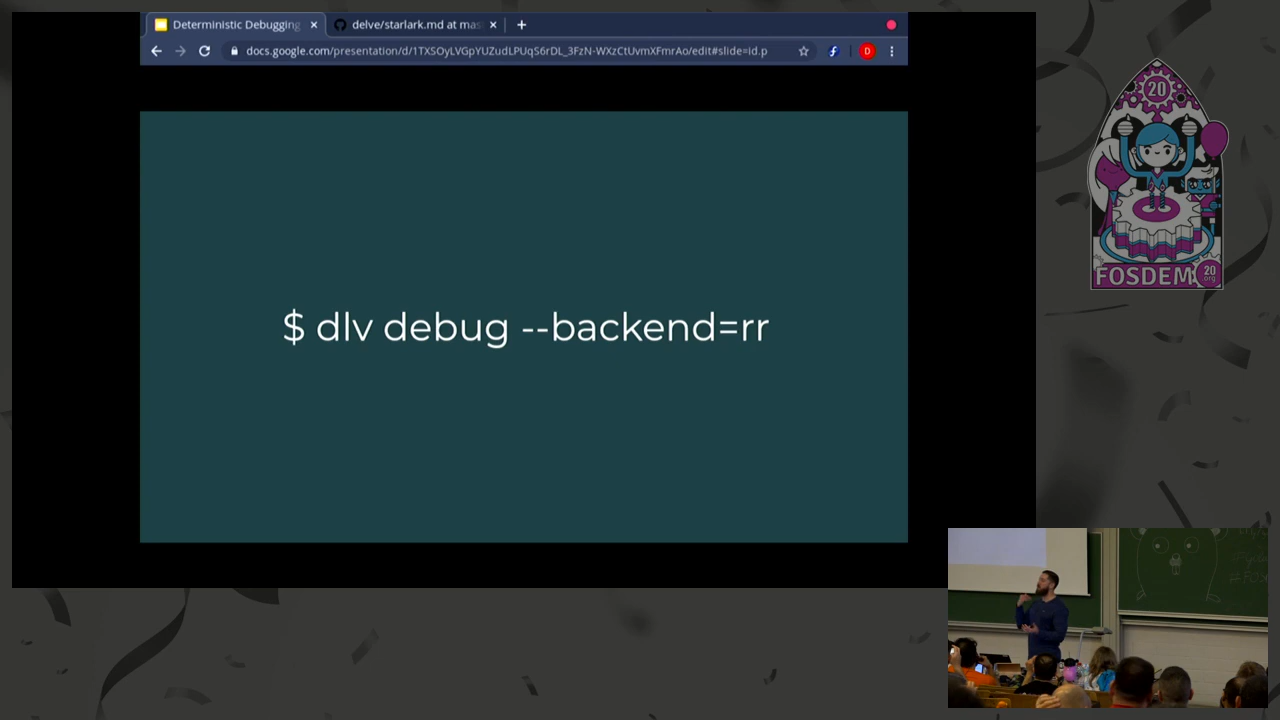 Deterministic Debugging
delve/starlark.md at mas
docs.google.com/presentation/d/1TXSOyLVGpYUZudLPUqS6rDL_3FzN-WXzCtUvmXFmrAo/edit#slide=id.p
D
$ dlv debug --backend=rr
20
FOSDEM
20
.org